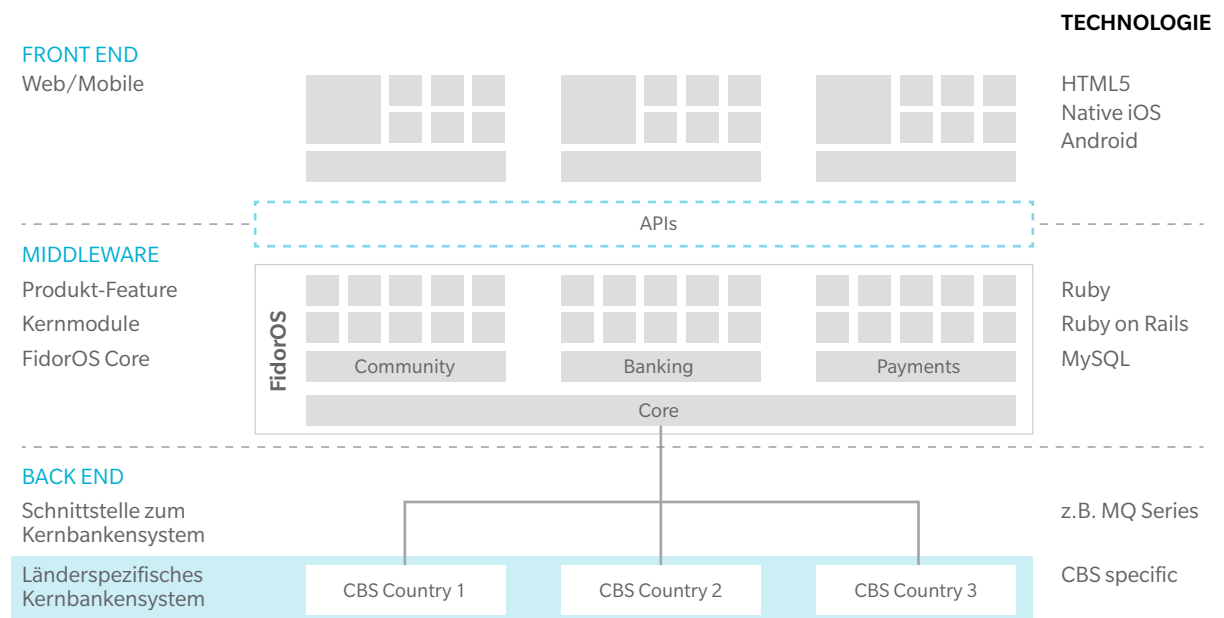 TECHNOLOGIE
FRONT END
Web/Mobile
HTML5
Native iOS
Android
APIs
MIDDLEWARE
Produkt-Feature
Kernmodule
FidorOS Core
FidorOS
Community
Banking
Payments
Core
Ruby
Ruby on Rails
MySQL
BACK END
Schnittstelle zum
Kernbankensystem
z.B. MQ Series
Länderspezifisches
Kernbankensystem
CBS Country 1
CBS Country 2
CBS Country 3
CBS specific